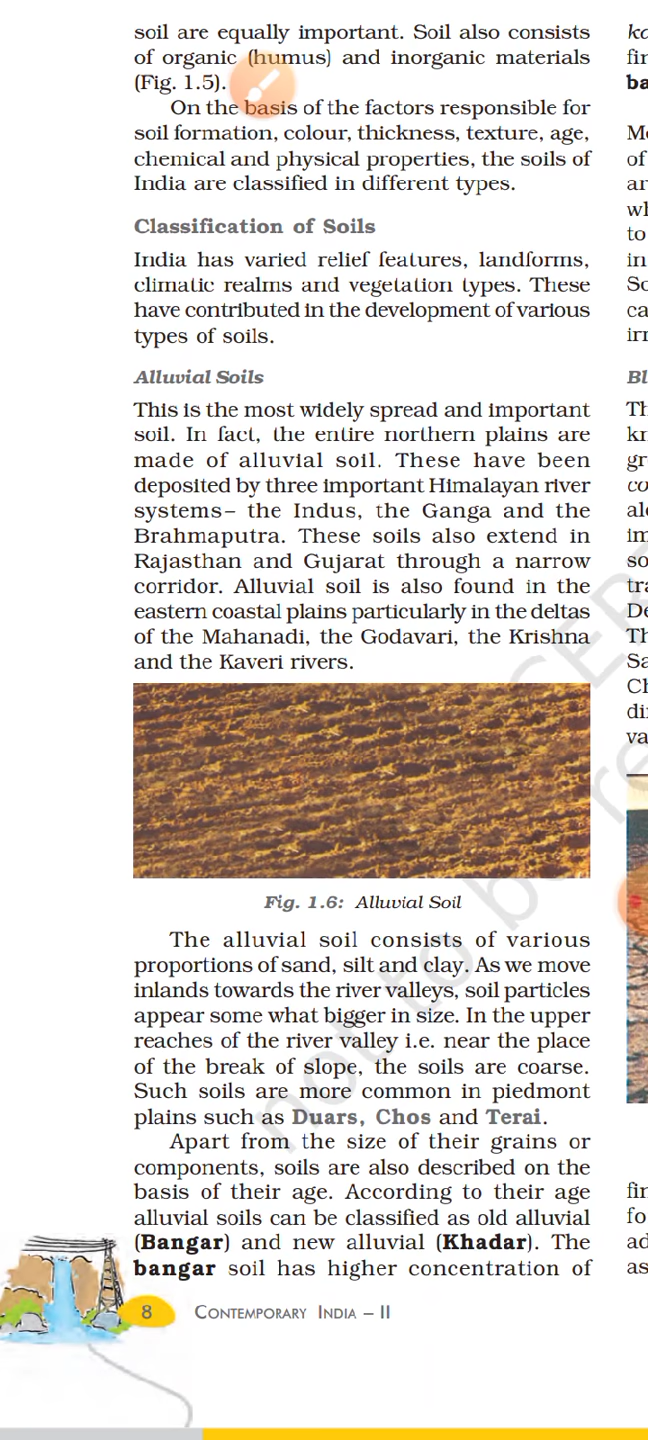 soil are equally important. Soil also consists
of organic (humus) and inorganic materials
(Fig. 1.5).
On the basis of the factors responsible for
soil formation, colour, thickness, texture, age,
chemical and physical properties, the soils of
India are classified in different types.
Classification of Soils
India has varied relief features, landforms,
climatic realms and vegetation types. These
have contributed in the development of various
types of soils.
Alluvial Soils
This is the most widely spread and important
soil. In fact, the entire northern plains are
made of alluvial soil. These have been
deposited by three important Himalayan river
systems– the Indus, the Ganga and the
Brahmaputra. These soils also extend in
Rajasthan and Gujarat through a narrow
corridor. Alluvial soil is also found in the
eastern coastal plains particularly in the deltas
of the Mahanadi, the Godavari, the Krishna
and the Kaveri rivers.
Fig. 1.6: Alluvial Soil
The alluvial soil consists of various
proportions of sand, silt and clay. As we move
inlands towards the river valleys, soil particles
appear some what bigger in size. In the upper
reaches of the river valley i.e. near the place
of the break of slope, the soils are coarse.
Such soils are more common in piedmont
plains such as Duars, Chos and Terai.
Apart from the size of their grains or
components, soils are also described on the
basis of their age. According to their age
alluvial soils can be classified as old alluvial
(Bangar) and new alluvial (Khadar). The
bangar soil has higher concentration of
8 CONTEMPORARY INDIA – II
not to be re